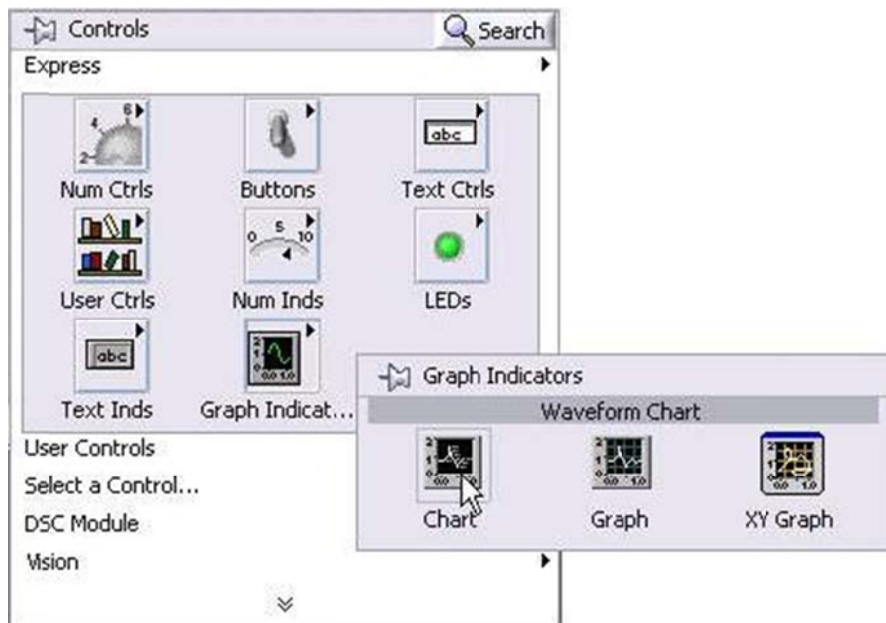 Controls
Search
Express
Num Ctrls
Buttons
Text Ctrls
User Ctrls
Num Inds
LEDs
Text Inds
Graph Indicat...
Graph Indicators
Waveform Chart
Chart
Graph
XY Graph
User Controls
Select a Control...
DSC Module
Vision